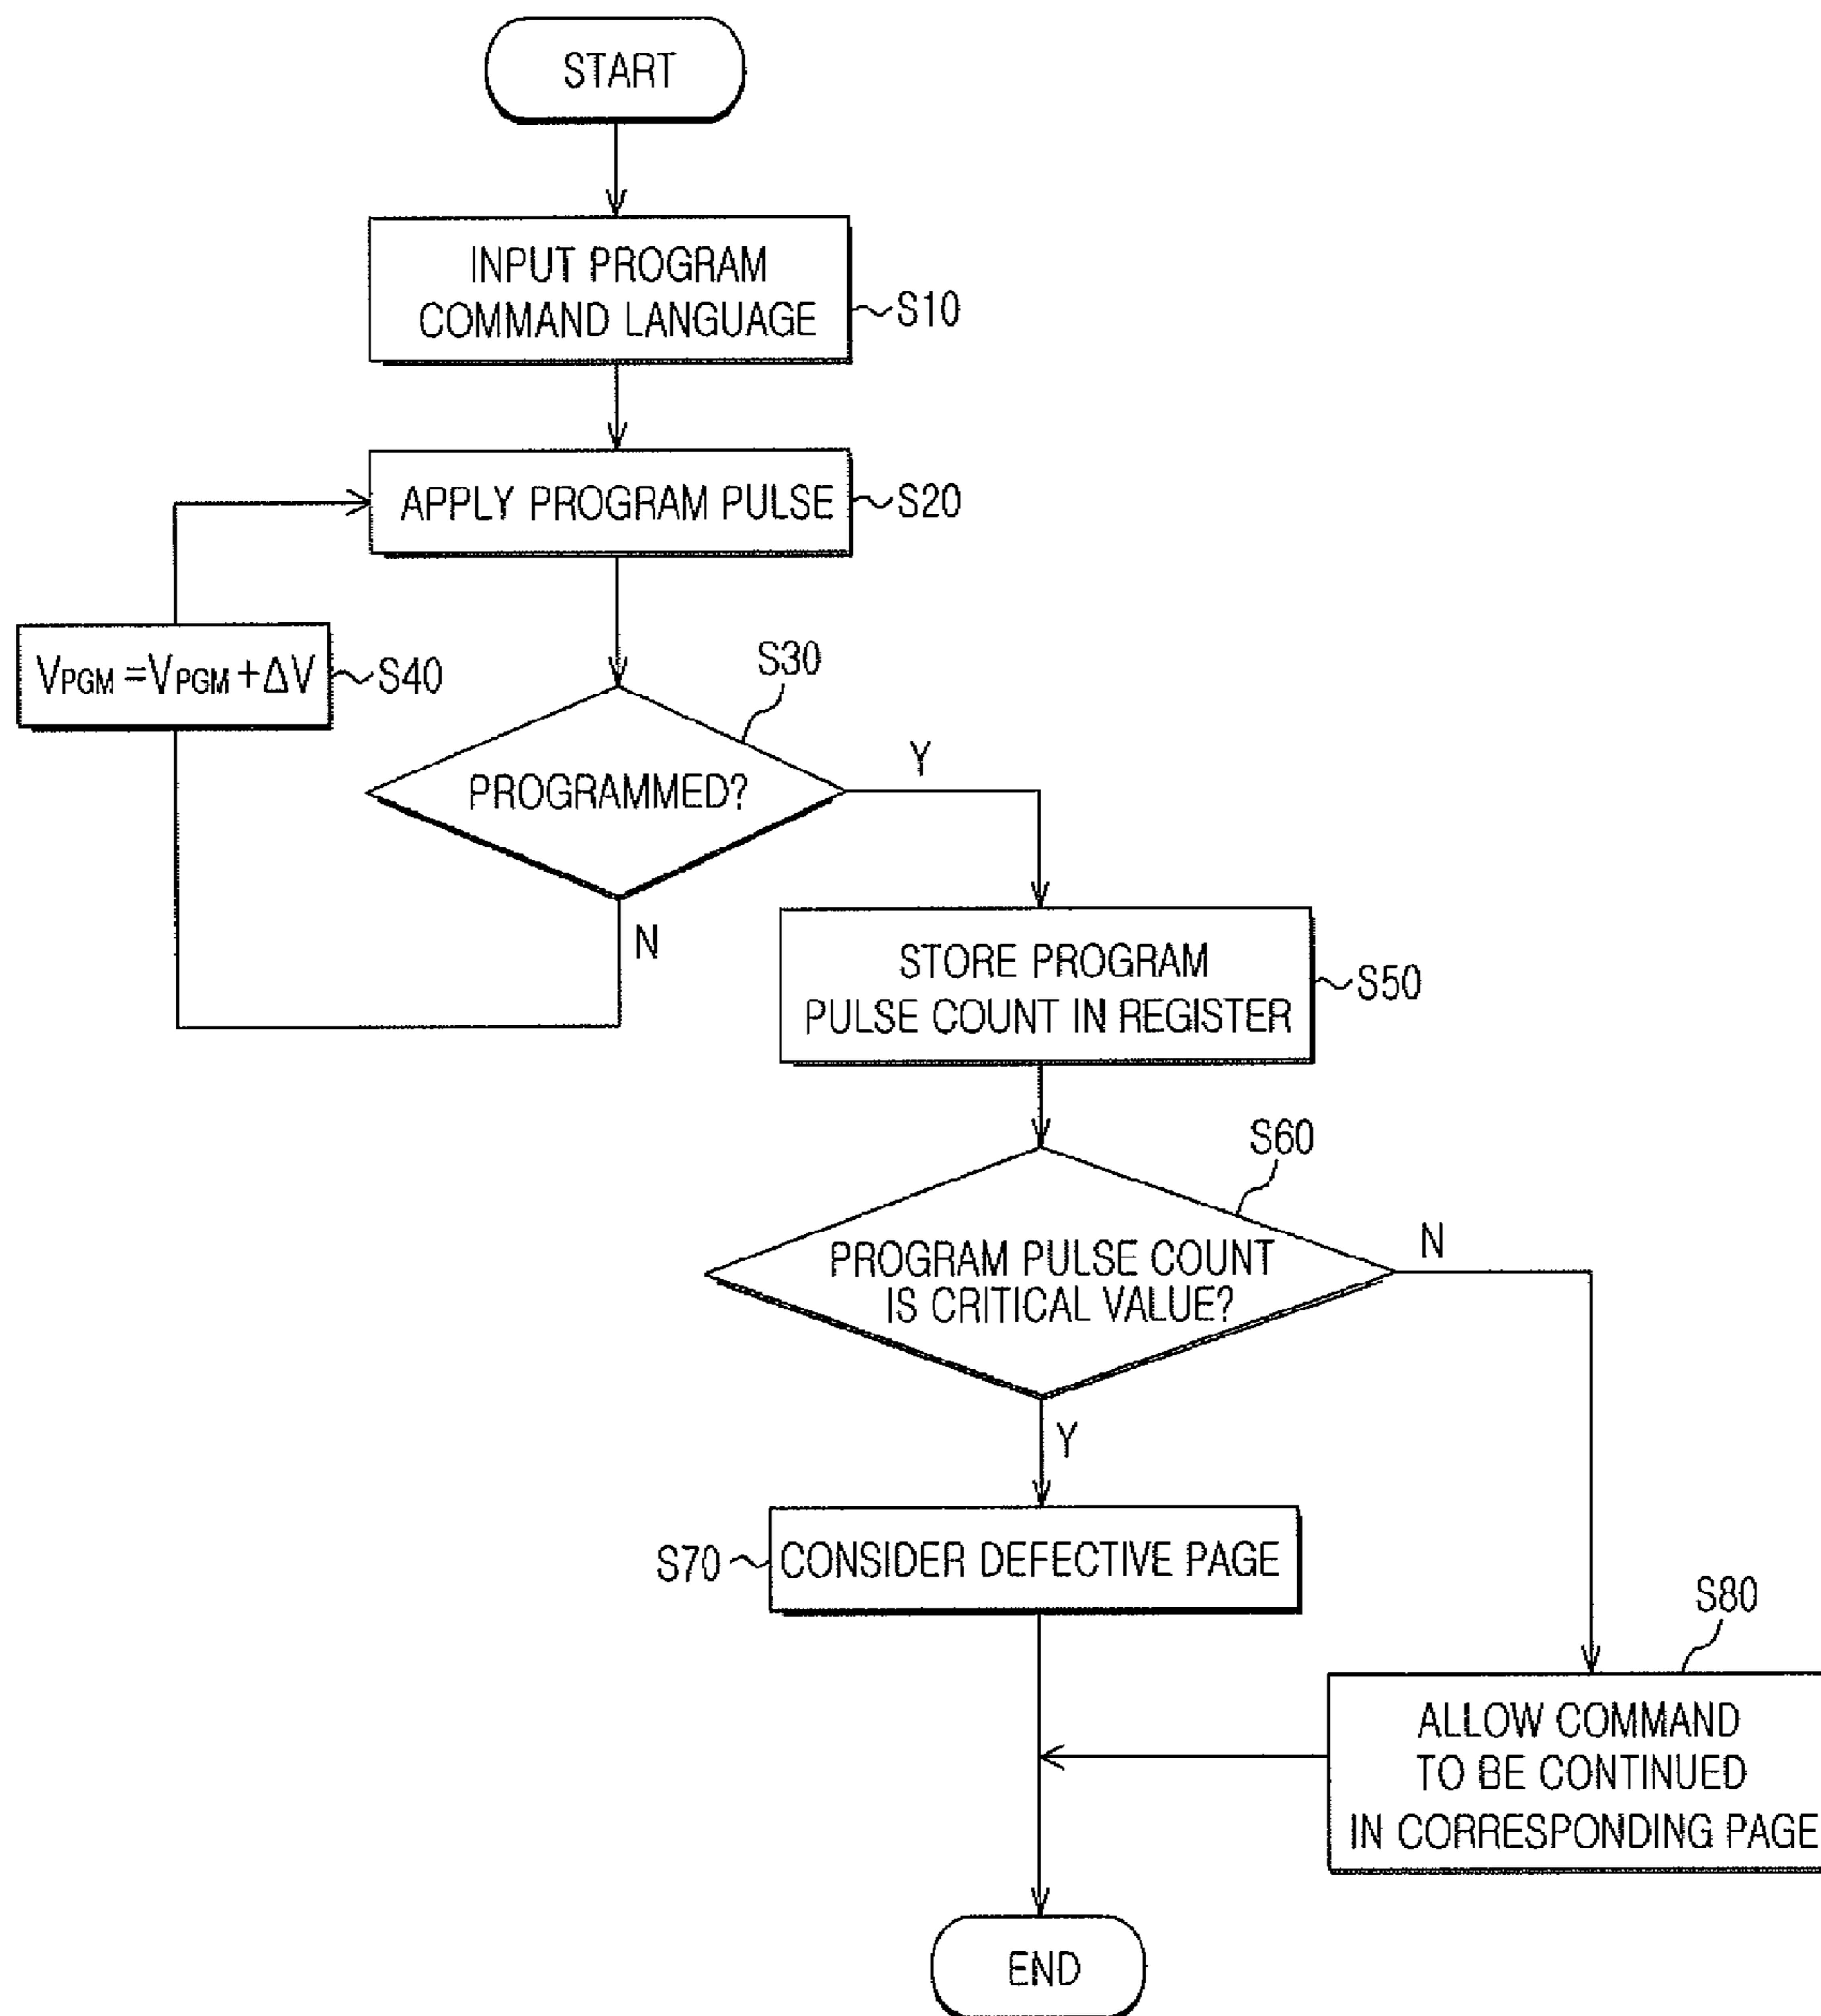 START
INPUT PROGRAM
COMMAND LANGUAGE
S10
APPLY PROGRAM PULSE
S20
VPGM =VPGM +ΔV
S40
S30
PROGRAMMED?
Y
N
STORE PROGRAM
PULSE COUNT IN REGISTER
S50
S60
PROGRAM PULSE COUNT
IS CRITICAL VALUE?
N
Y
S70
CONSIDER DEFECTIVE PAGE
S80
ALLOW COMMAND
TO BE CONTINUED
IN CORRESPONDING PAGE
END